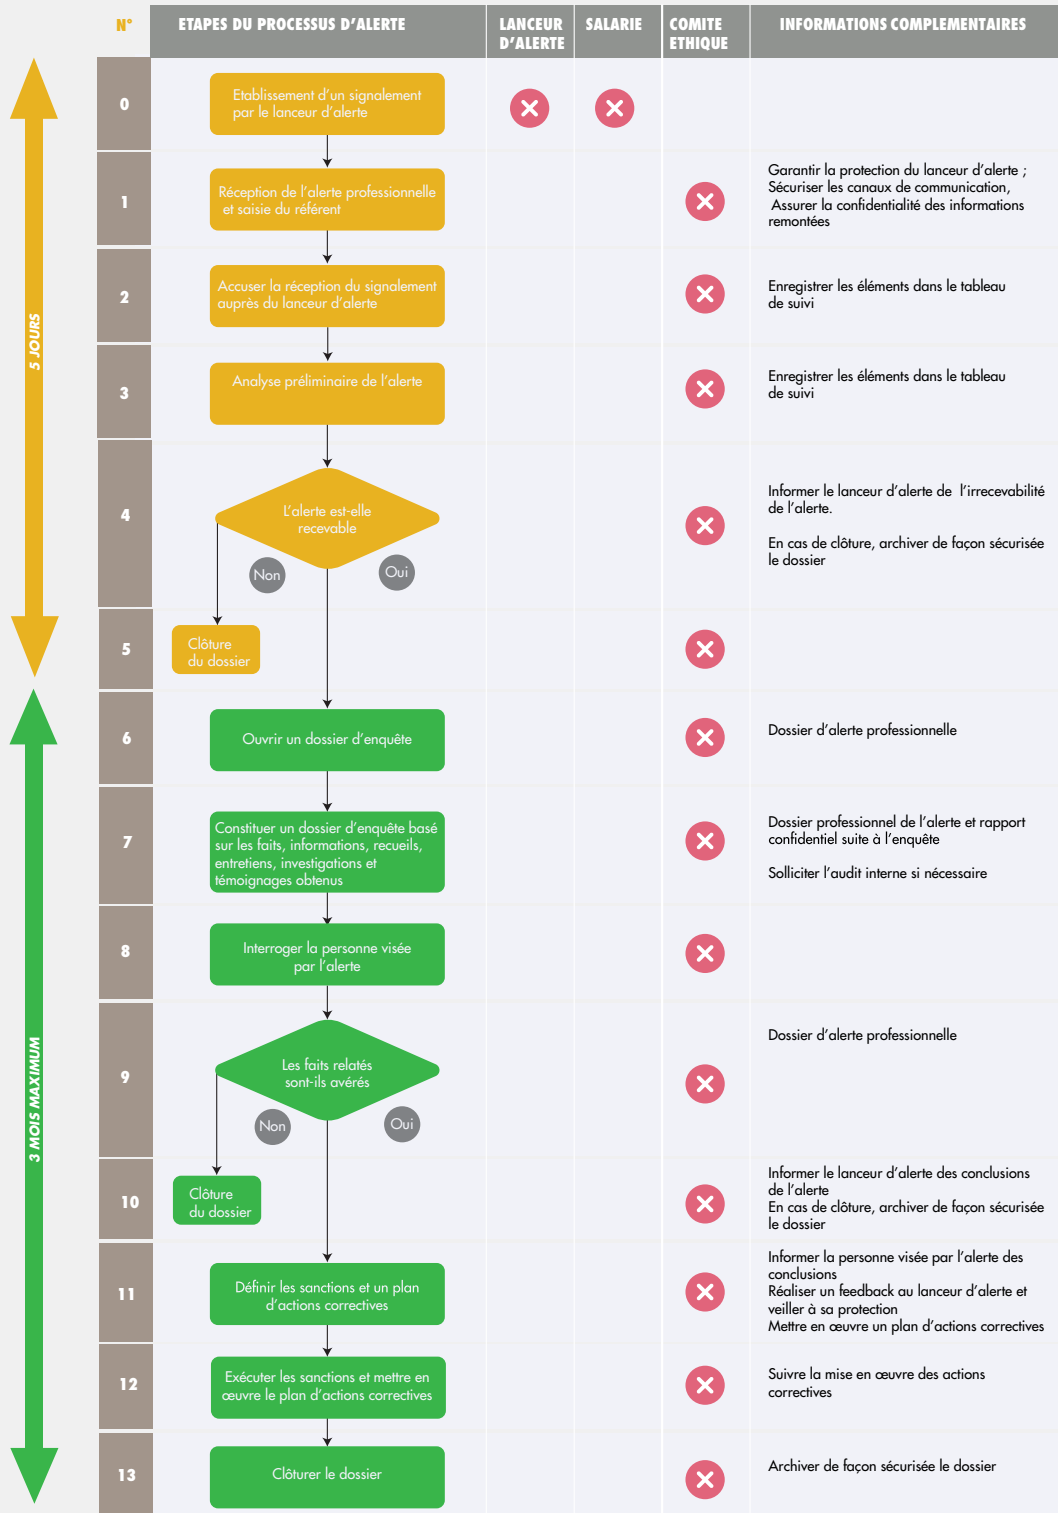 N°
ETAPES DU PROCESSUS D'ALERTE
LANCEUR
D'ALERTE
SALARIE
COMITE
ETHIQUE
INFORMATIONS COMPLEMENTAIRES
5 JOURS
0
Etablissement d'un signalement
par le lanceur d'alerte
1
Réception de l'alerte professionnelle
et saisie du référent
Garantir la protection du lanceur d'alerte ;
Sécuriser les canaux de communication,
Assurer la confidentialité des informations
remontées
2
Accuser la réception du signalement
auprès du lanceur d'alerte
Enregistrer les éléments dans le tableau
de suivi
3
Analyse préliminaire de l'alerte
Enregistrer les éléments dans le tableau
de suivi
4
L'alerte est-elle
recevable
Non
Oui
Informer le lanceur d'alerte de l'irrecevabilité
de l'alerte.
En cas de clôture, archiver de façon sécurisée
le dossier
5
Clôture
du dossier
3 MOIS MAXIMUM
6
Ouvrir un dossier d'enquête
Dossier d'alerte professionnelle
7
Constituer un dossier d'enquête basé
sur les faits, informations, recueils,
entretiens, investigations et
témoignages obtenus
Dossier professionnel de l'alerte et rapport
confidentiel suite à l'enquête
Solliciter l'audit interne si nécessaire
8
Interroger la personne visée
par l'alerte
9
Les faits relatés
sont-ils avérés
Non
Oui
Dossier d'alerte professionnelle
10
Clôture
du dossier
Informer le lanceur d'alerte des conclusions
de l'alerte
En cas de clôture, archiver de façon sécurisée
le dossier
11
Définir les sanctions et un plan
d'actions correctives
Informer la personne visée par l'alerte des
conclusions
Réaliser un feedback au lanceur d'alerte et
veiller à sa protection
Mettre en œuvre un plan d'actions correctives
12
Exécuter les sanctions et mettre en
œuvre le plan d'actions correctives
Suivre la mise en œuvre des actions
correctives
13
Clôturer le dossier
Archiver de façon sécurisée le dossier